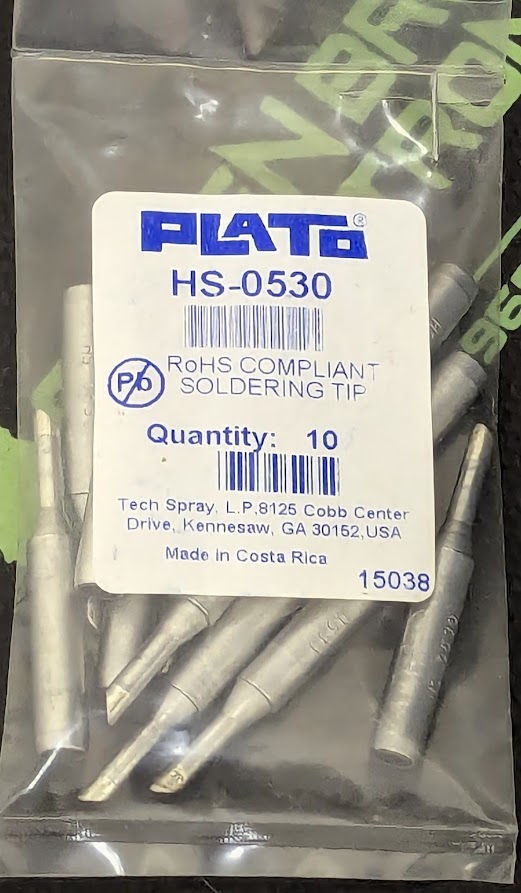 PLATO®
HS-0530
Pb
RoHS COMPLIANT
SOLDERING TIP
Quantity: 10
Tech Spray, L.P,8125 Cobb Center
Drive, Kennesaw, GA 30152,USA
Made in Costa Rica
15038